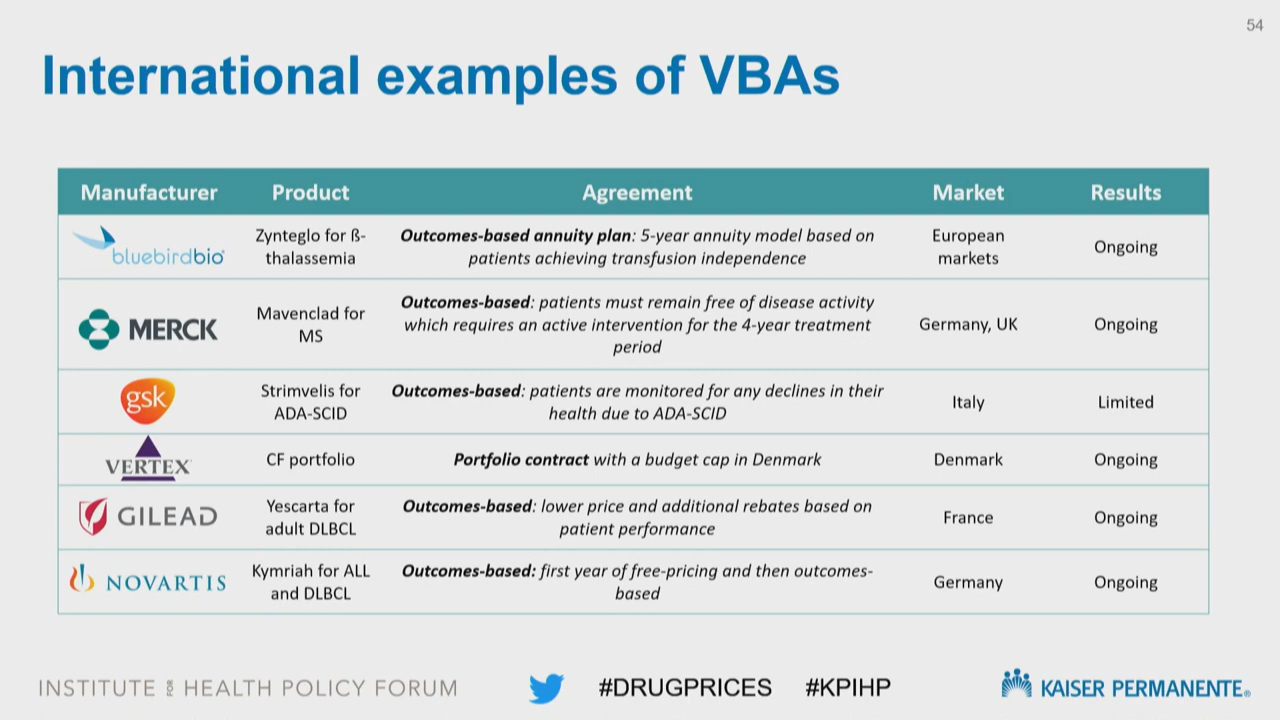 54
International examples of VBAs
Manufacturer Product Agreement Market Results
bluebirdbio
Zynteglo for ß-
thalassemia
Outcomes-based annuity plan: 5-year annuity model based on
patients achieving transfusion independence
European
markets
Ongoing
MERCK
Mavenclad for
MS
Outcomes-based: patients must remain free of disease activity
which requires an active intervention for the 4-year treatment
period
Germany, UK
Ongoing
gsk
Strimvelis for
ADA-SCID
Outcomes-based: patients are monitored for any declines in their
health due to ADA-SCID
Italy
Limited
VERTEX
CF portfolio
Portfolio contract with a budget cap in Denmark
Denmark
Ongoing
GILEAD
Yescarta for
adult DLBCL
Outcomes-based: lower price and additional rebates based on
patient performance
France
Ongoing
NOVARTIS
Kymriah for ALL
and DLBCL
Outcomes-based: first year of free-pricing and then outcomes-
based
Germany
Ongoing
INSTITUTE FOR HEALTH POLICY FORUM
#DRUGPRICES #KPIHP
KAISER PERMANENTE®